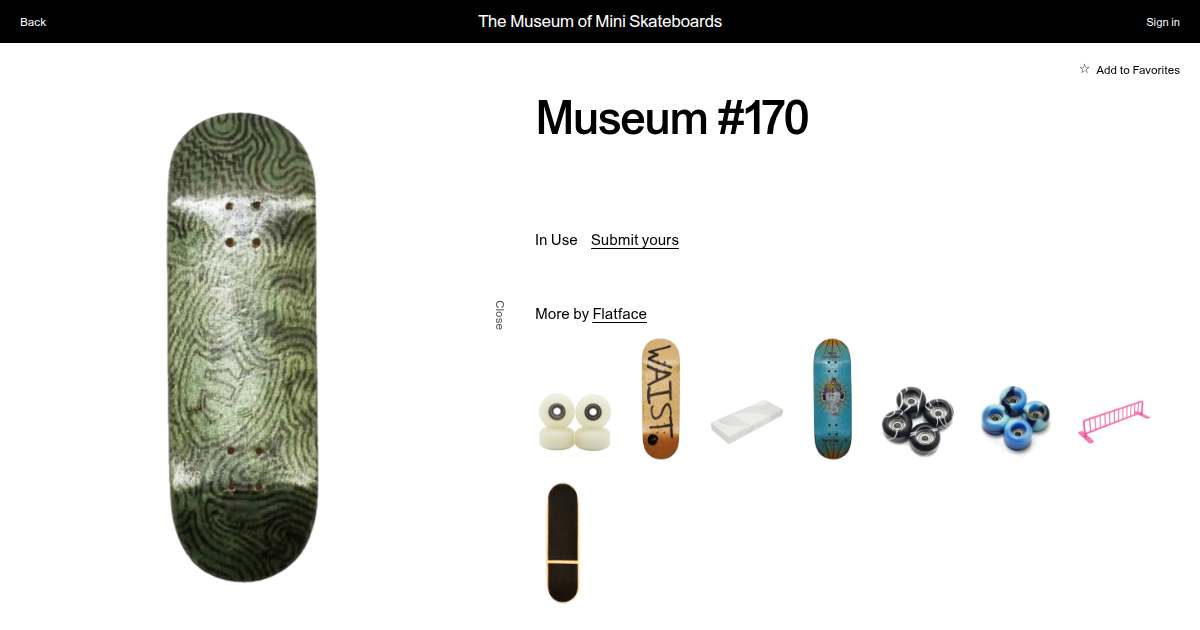 Back
The Museum of Mini Skateboards
Sign in
☆ Add to Favorites
Museum #170
In Use Submit yours
Close
More by Flatface
WAIST.